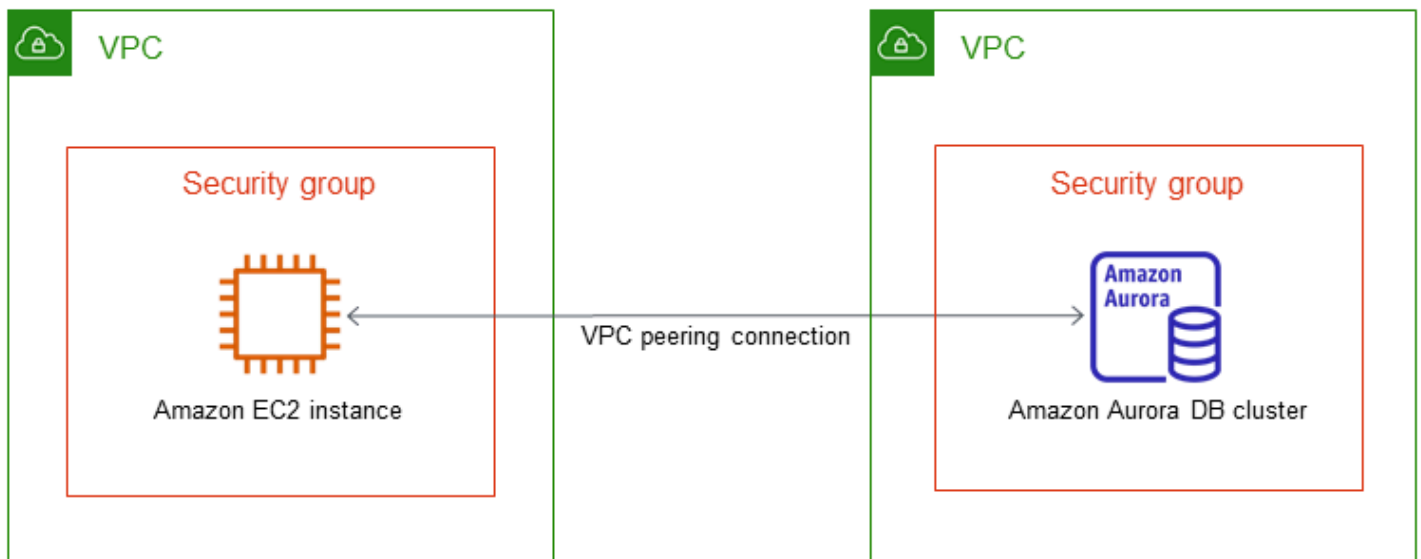 VPC
VPC
Security group
Security group
Amazon
Aurora
VPC peering connection
Amazon EC2 instance
Amazon Aurora DB cluster